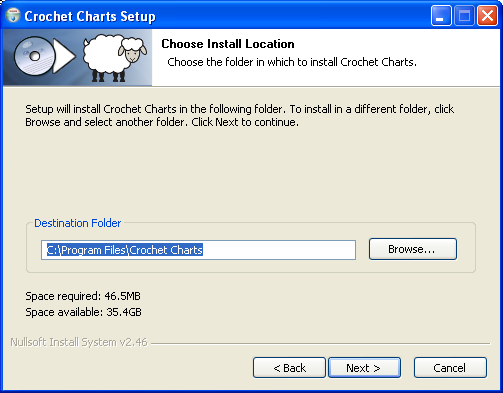 Crochet Charts Setup
Choose Install Location
Choose the folder in which to install Crochet Charts.
Setup will install Crochet Charts in the following folder. To install in a different folder, click
Browse and select another folder. Click Next to continue.
Destination Folder
C:\Program Files\Crochet Charts
Browse...
Space required: 46.5MB
Space available: 35.4GB
Nullsoft Install System v2.46
< Back
Next >
Cancel